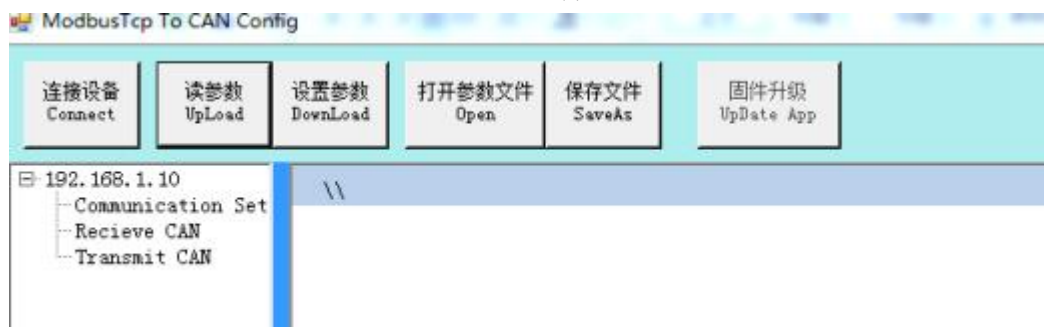 ModbusTcp To CAN Config
连接设备
Connect
读参数
UpLoad
设置参数
DownLoad
打开参数文件
Open
保存文件
SaveAs
固件升级
UpDate App
192.168.1.10
Communication Set
Recieve CAN
Transmit CAN
\\